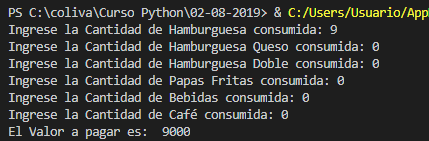 PS C:\coliva\Curso Python\02-08-2019> & C:/Users/Usuario/App
Ingrese la Cantidad de Hamburguesa consumida: 9
Ingrese la Cantidad de Hamburguesa Queso consumida: 0
Ingrese la Cantidad de Hamburguesa Doble consumida: 0
Ingrese la Cantidad de Papas Fritas consumida: 0
Ingrese la Cantidad de Bebidas consumida: 0
Ingrese la Cantidad de Café consumida: 0
El Valor a pagar es:  9000